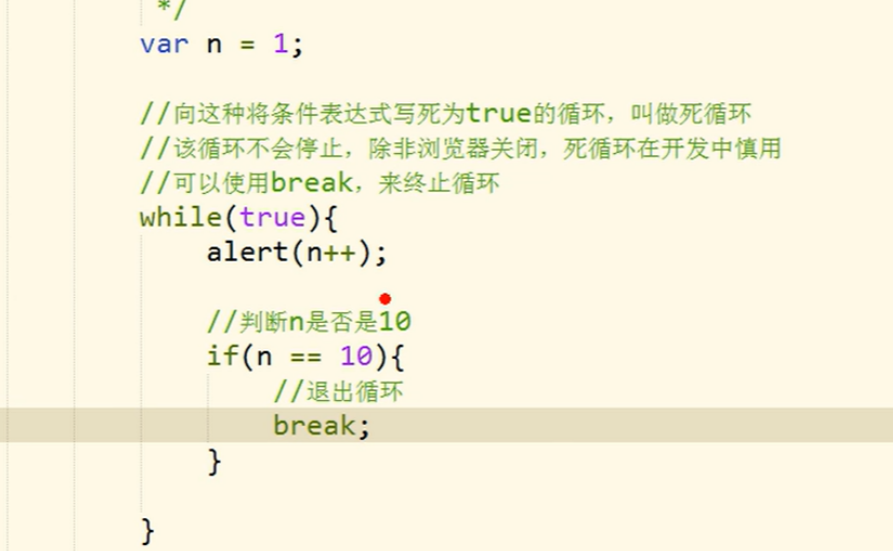 */
var n = 1;
//向这种将条件表达式写死为true的循环，叫做死循环
//该循环不会停止，除非浏览器关闭，死循环在开发中慎用
//可以使用break，来终止循环
while(true){
alert(n++);
//判断n是否是10
if(n == 10){
//退出循环
break;
}
}